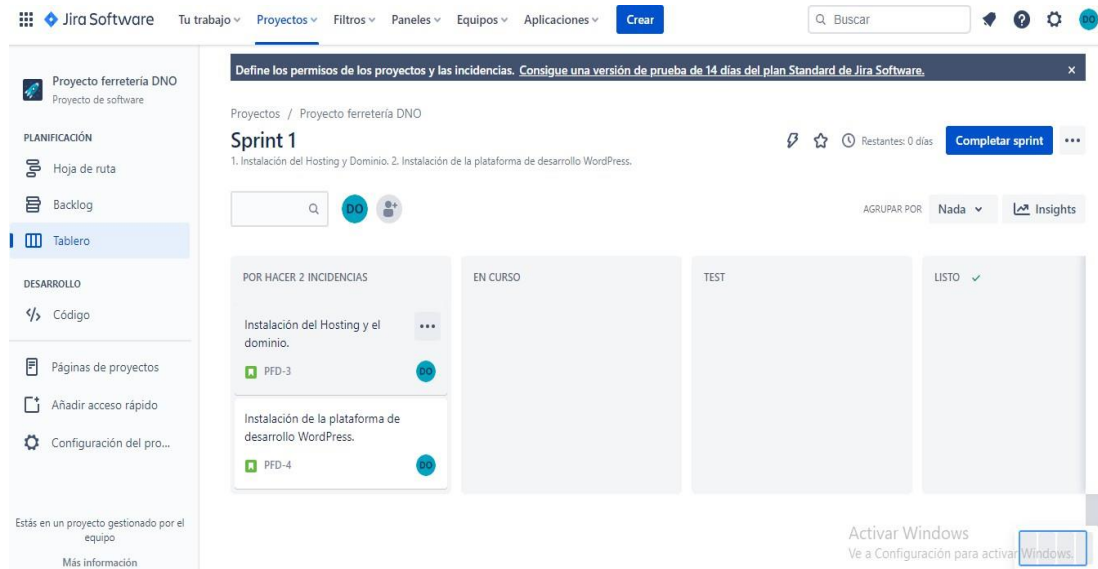 Jira Software
Tu trabajo
Proyectos
Filtros
Paneles
Equipos
Aplicaciones
Crear
Buscar
DO
Proyecto ferretería DNO
Proyecto de software
PLANIFICACIÓN
Hoja de ruta
Backlog
Tablero
DESARROLLO
Código
Páginas de proyectos
Añadir acceso rápido
Configuración del pro...
Estás en un proyecto gestionado por el
equipo
Más información
Define los permisos de los proyectos y las incidencias. Consigue una versión de prueba de 14 días del plan Standard de Jira Software.
Proyectos / Proyecto ferretería DNO
Sprint 1
Restantes: 0 días
Completar sprint
1. Instalación del Hosting y Dominio. 2. Instalación de la plataforma de desarrollo WordPress.
DO
AGRUPAR POR
Nada
Insights
POR HACER 2 INCIDENCIAS
Instalación del Hosting y el
dominio.
PFD-3
DO
Instalación de la plataforma de
desarrollo WordPress.
PFD-4
DO
EN CURSO
TEST
LISTO
Activar Windows
Ve a Configuración para activar Windows.